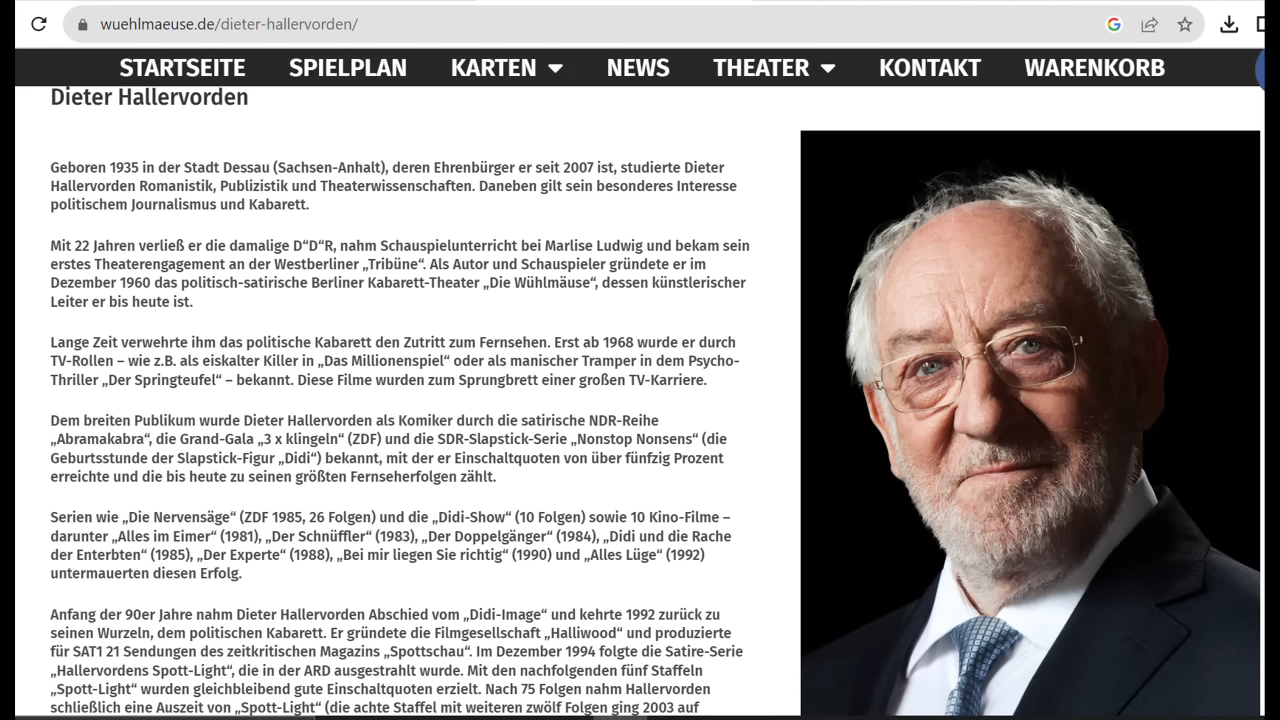 wuehlmaeuse.de/dieter-hallervorden/
STARTSEITE SPIELPLAN KARTEN NEWS THEATER KONTAKT WARENKORB
Dieter Hallervorden
Geboren 1935 in der Stadt Dessau (Sachsen-Anhalt), deren Ehrenbürger er seit 2007 ist, studierte Dieter
Hallervorden Romanistik, Publizistik und Theaterwissenschaften. Daneben gilt sein besonderes Interesse
politischem Journalismus und Kabarett.
Mit 22 Jahren verließ er die damalige D“D“R, nahm Schauspielunterricht bei Marlise Ludwig und bekam sein
erstes Theaterengagement an der Westberliner „Tribüne“. Als Autor und Schauspieler gründete er im
Dezember 1960 das politisch-satirische Berliner Kabarett-Theater „Die Wühlmäuse“, dessen künstlerischer
Leiter er bis heute ist.
Lange Zeit verwehrte ihm das politische Kabarett den Zutritt zum Fernsehen. Erst ab 1968 wurde er durch
TV-Rollen – wie z.B. als eiskalter Killer in „Das Millionenspiel“ oder als manischer Tramper in dem Psycho-
Thriller „Der Springteufel“ – bekannt. Diese Filme wurden zum Sprungbrett einer großen TV-Karriere.
Dem breiten Publikum wurde Dieter Hallervorden als Komiker durch die satirische NDR-Reihe
„Abramakabra“, die Grand-Gala „3 x klingeln“ (ZDF) und die SDR-Slapstick-Serie „Nonstop Nonsens“ (die
Geburtsstunde der Slapstick-Figur „Didi“) bekannt, mit der er Einschaltquoten von über fünfzig Prozent
erreichte und die bis heute zu seinen größten Fernseherfolgen zählt.
Serien wie „Die Nervensäge“ (ZDF 1985, 26 Folgen) und die „Didi-Show“ (10 Folgen) sowie 10 Kino-Filme –
darunter „Alles im Eimer“ (1981), „Der Schnüffler“ (1983), „Der Doppelgänger“ (1984), „Didi und die Rache
der Enterbten“ (1985), „Der Experte“ (1988), „Bei mir liegen Sie richtig“ (1990) und „Alles Lüge“ (1992)
untermauerten diesen Erfolg.
Anfang der 90er Jahre nahm Dieter Hallervorden Abschied vom „Didi-Image“ und kehrte 1992 zurück zu
seinen Wurzeln, dem politischen Kabarett. Er gründete die Filmgesellschaft „Halliwood“ und produzierte
für SAT1 21 Sendungen des zeitkritischen Magazins „Spottschau“. Im Dezember 1994 folgte die Satire-Serie
„Hallervordens Spott-Light“, die in der ARD ausgestrahlt wurde. Mit den nachfolgenden fünf Staffeln
„Spott-Light“ wurden gleichbleibend gute Einschaltquoten erzielt. Nach 75 Folgen nahm Hallervorden
schließlich eine Auszeit von „Spott-Light“ (die achte Staffel mit weiteren zwölf Folgen ging 2003 auf